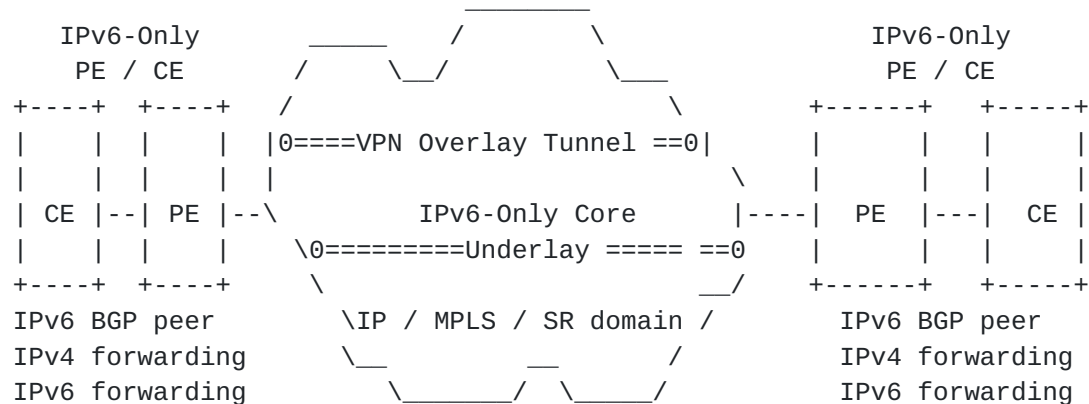 IPv6-Only IPv6-Only
PE / CE PE / CE
0====VPN Overlay Tunnel ==0
CE PE IPv6-Only Core PE CE
0=========Underlay ===== ==0
IPv6 BGP peer IP / MPLS / SR domain IPv6 BGP peer
IPv4 forwarding IPv4 forwarding
IPv6 forwarding IPv6 forwarding